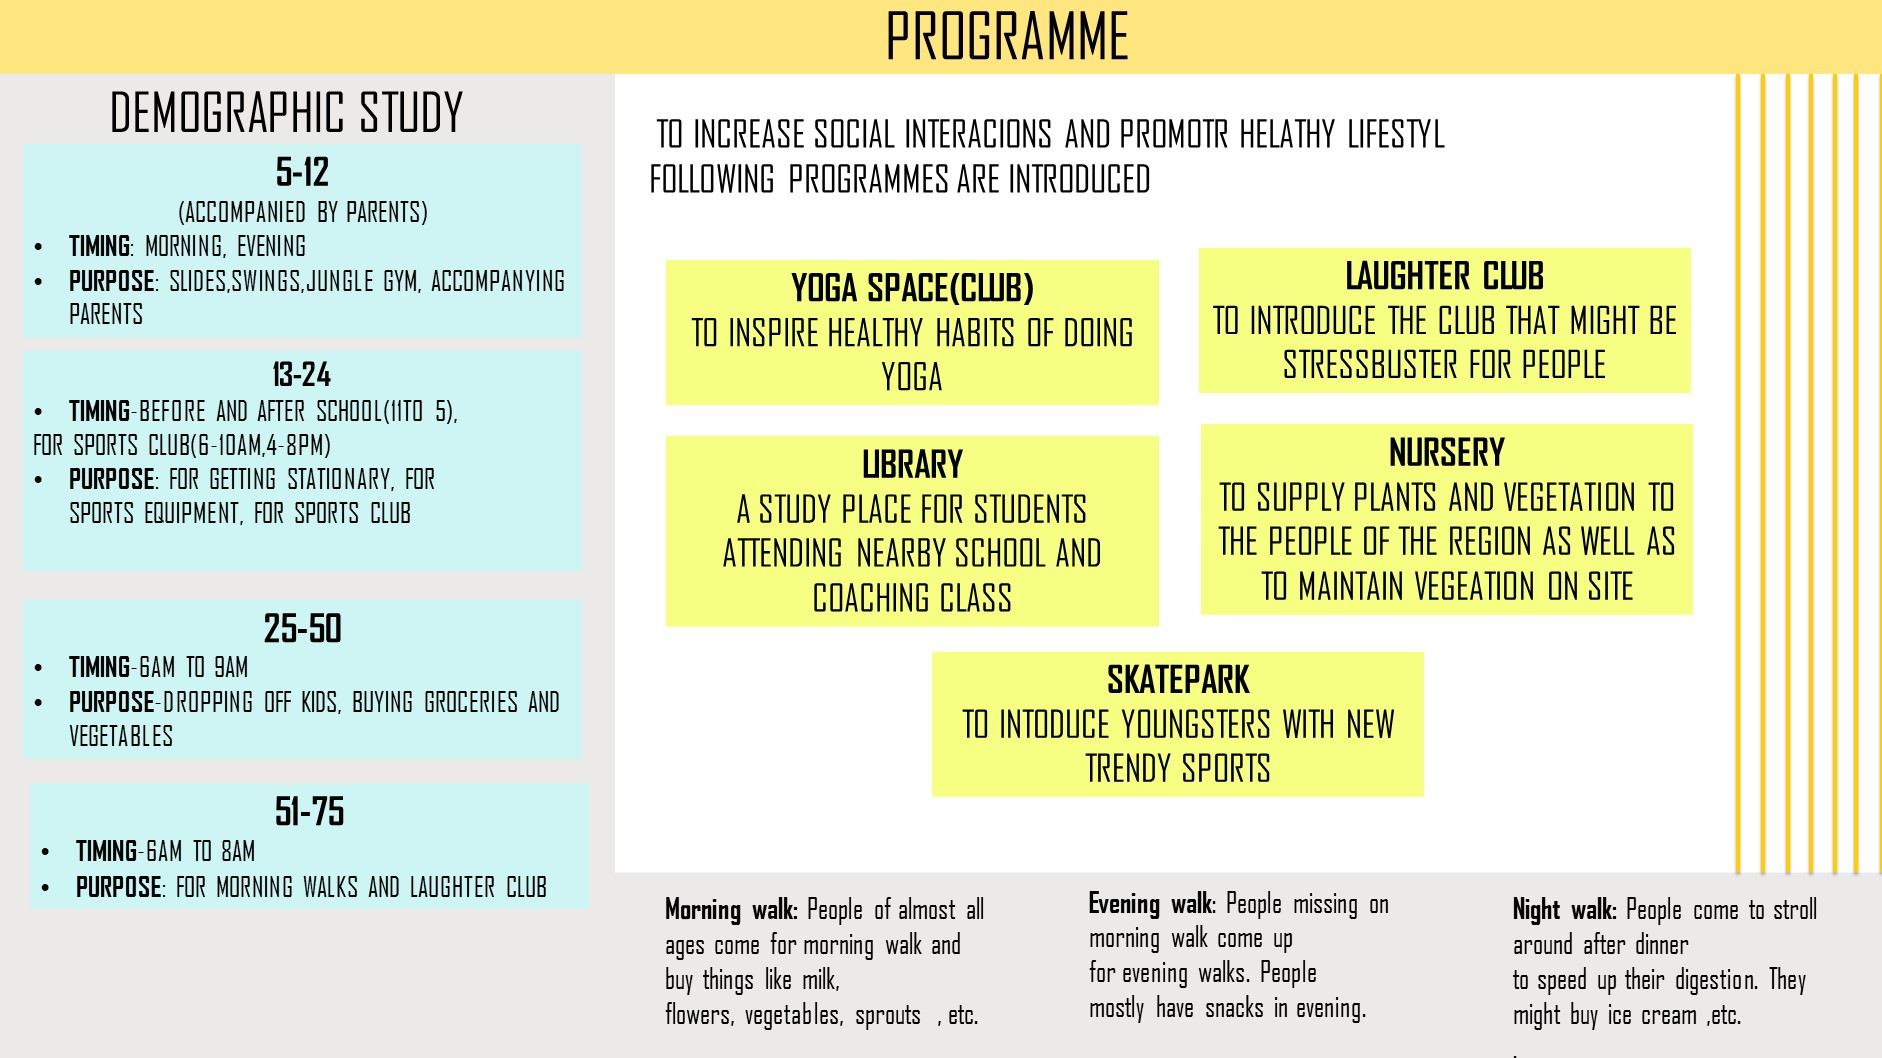 PROGRAMME
DEMOGRAPHIC STUDY
5-12
(ACCOMPANIED BY PARENTS)
• TIMING: MORNING, EVENING
• PURPOSE: SLIDES,SWINGS,JUNGLE GYM, ACCOMPANYING
PARENTS
13-24
• TIMING-BEFORE AND AFTER SCHOOL(11TO 5),
FOR SPORTS CLUB(6-10AM,4-8PM)
• PURPOSE: FOR GETTING STATIONARY, FOR
SPORTS EQUIPMENT, FOR SPORTS CLUB
25-50
• TIMING-6AM TO 9AM
• PURPOSE-DROPPING OFF KIDS, BUYING GROCERIES AND
VEGETABLES
51-75
• TIMING-6AM TO 8AM
• PURPOSE: FOR MORNING WALKS AND LAUGHTER CLUB
TO INCREASE SOCIAL INTERACIONS AND PROMOTR HELATHY LIFESTYL
FOLLOWING PROGRAMMES ARE INTRODUCED
YOGA SPACE(CLUB)
TO INSPIRE HEALTHY HABITS OF DOING
YOGA
LAUGHTER CLUB
TO INTRODUCE THE CLUB THAT MIGHT BE
STRESSBUSTER FOR PEOPLE
LIBRARY
A STUDY PLACE FOR STUDENTS
ATTENDING NEARBY SCHOOL AND
COACHING CLASS
NURSERY
TO SUPPLY PLANTS AND VEGETATION TO
THE PEOPLE OF THE REGION AS WELL AS
TO MAINTAIN VEGEATION ON SITE
SKATEPARK
TO INTODUCE YOUNGSTERS WITH NEW
TRENDY SPORTS
Morning walk: People of almost all
ages come for morning walk and
buy things like milk,
flowers, vegetables, sprouts , etc.
Evening walk: People missing on
morning walk come up
for evening walks. People
mostly have snacks in evening.
Night walk: People come to stroll
around after dinner
to speed up their digestion. They
might buy ice cream ,etc.
.